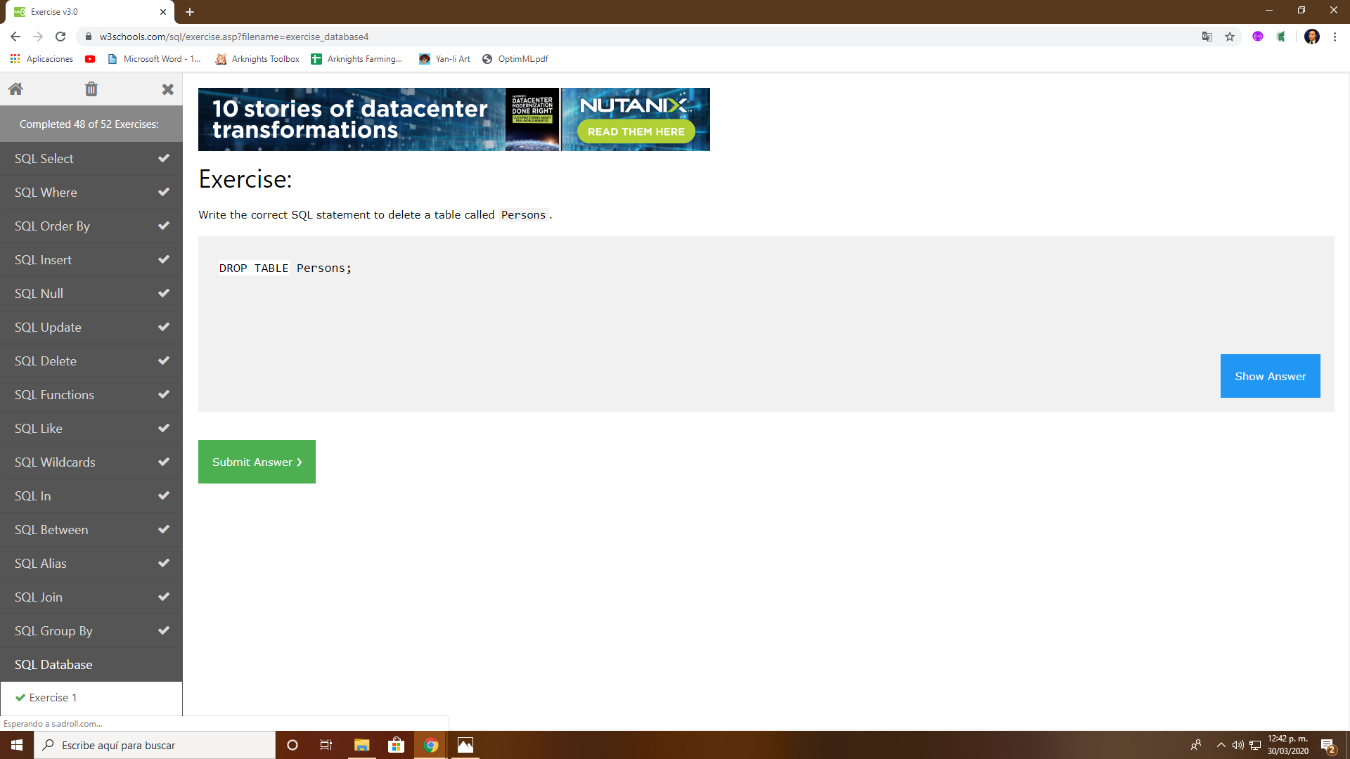 Exercise v3.0
w3schools.com/sql/exercise.asp?filename=exercise_database4
Aplicaciones
Microsoft Word - 1...
Arknights Toolbox
Arknights Farming...
Yan-li Art
OptimML.pdf
Completed 48 of 52 Exercises:
SQL Select
SQL Where
SQL Order By
SQL Insert
SQL Null
SQL Update
SQL Delete
SQL Functions
SQL Like
SQL Wildcards
SQL In
SQL Between
SQL Alias
SQL Join
SQL Group By
SQL Database
Exercise 1
10 stories of datacenter
transformations
DATACENTER
MODERNIZATION
DONE RIGHT
NUTANIX
READ THEM HERE
Exercise:
Write the correct SQL statement to delete a table called Persons.
DROP TABLE Persons;
Show Answer
Submit Answer ❯
Esperando a s.adroll.com...
Escribe aquí para buscar
12:42 p. m.
30/03/2020
2